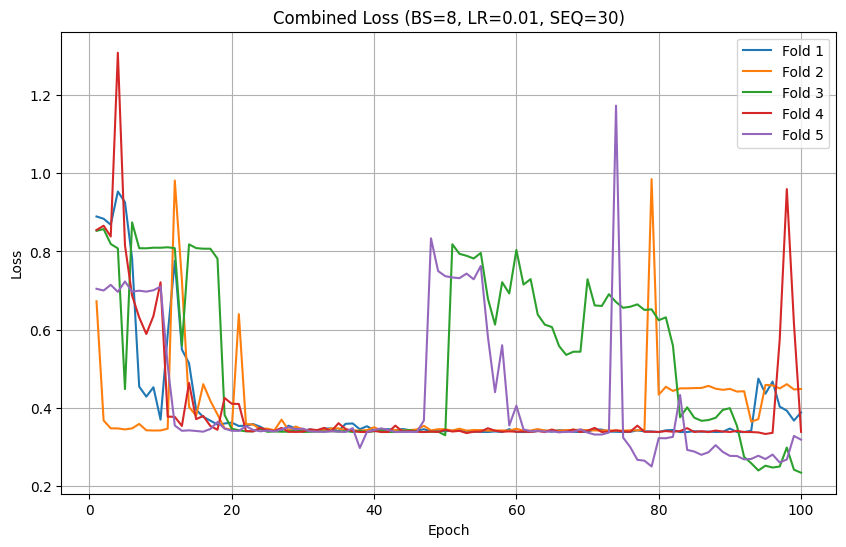 Combined Loss (BS=8, LR=0.01, SEQ=30)
Fold 1
Fold 2
Fold 3
Fold 4
Fold 5
Loss
1.2
1.0
0.8
0.6
0.4
0.2
0 20 40 60 80 100
Epoch